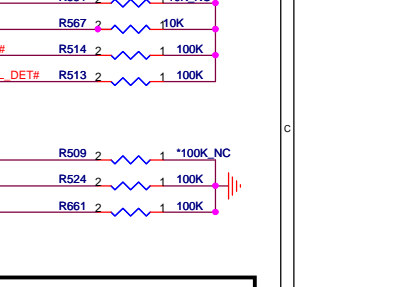 R567 2 1 10K
# R514 2 1 100K
L_DET# R513 2 1 100K
C
R509 2 1 *100K_NC
R524 2 1 100K
R661 2 1 100K